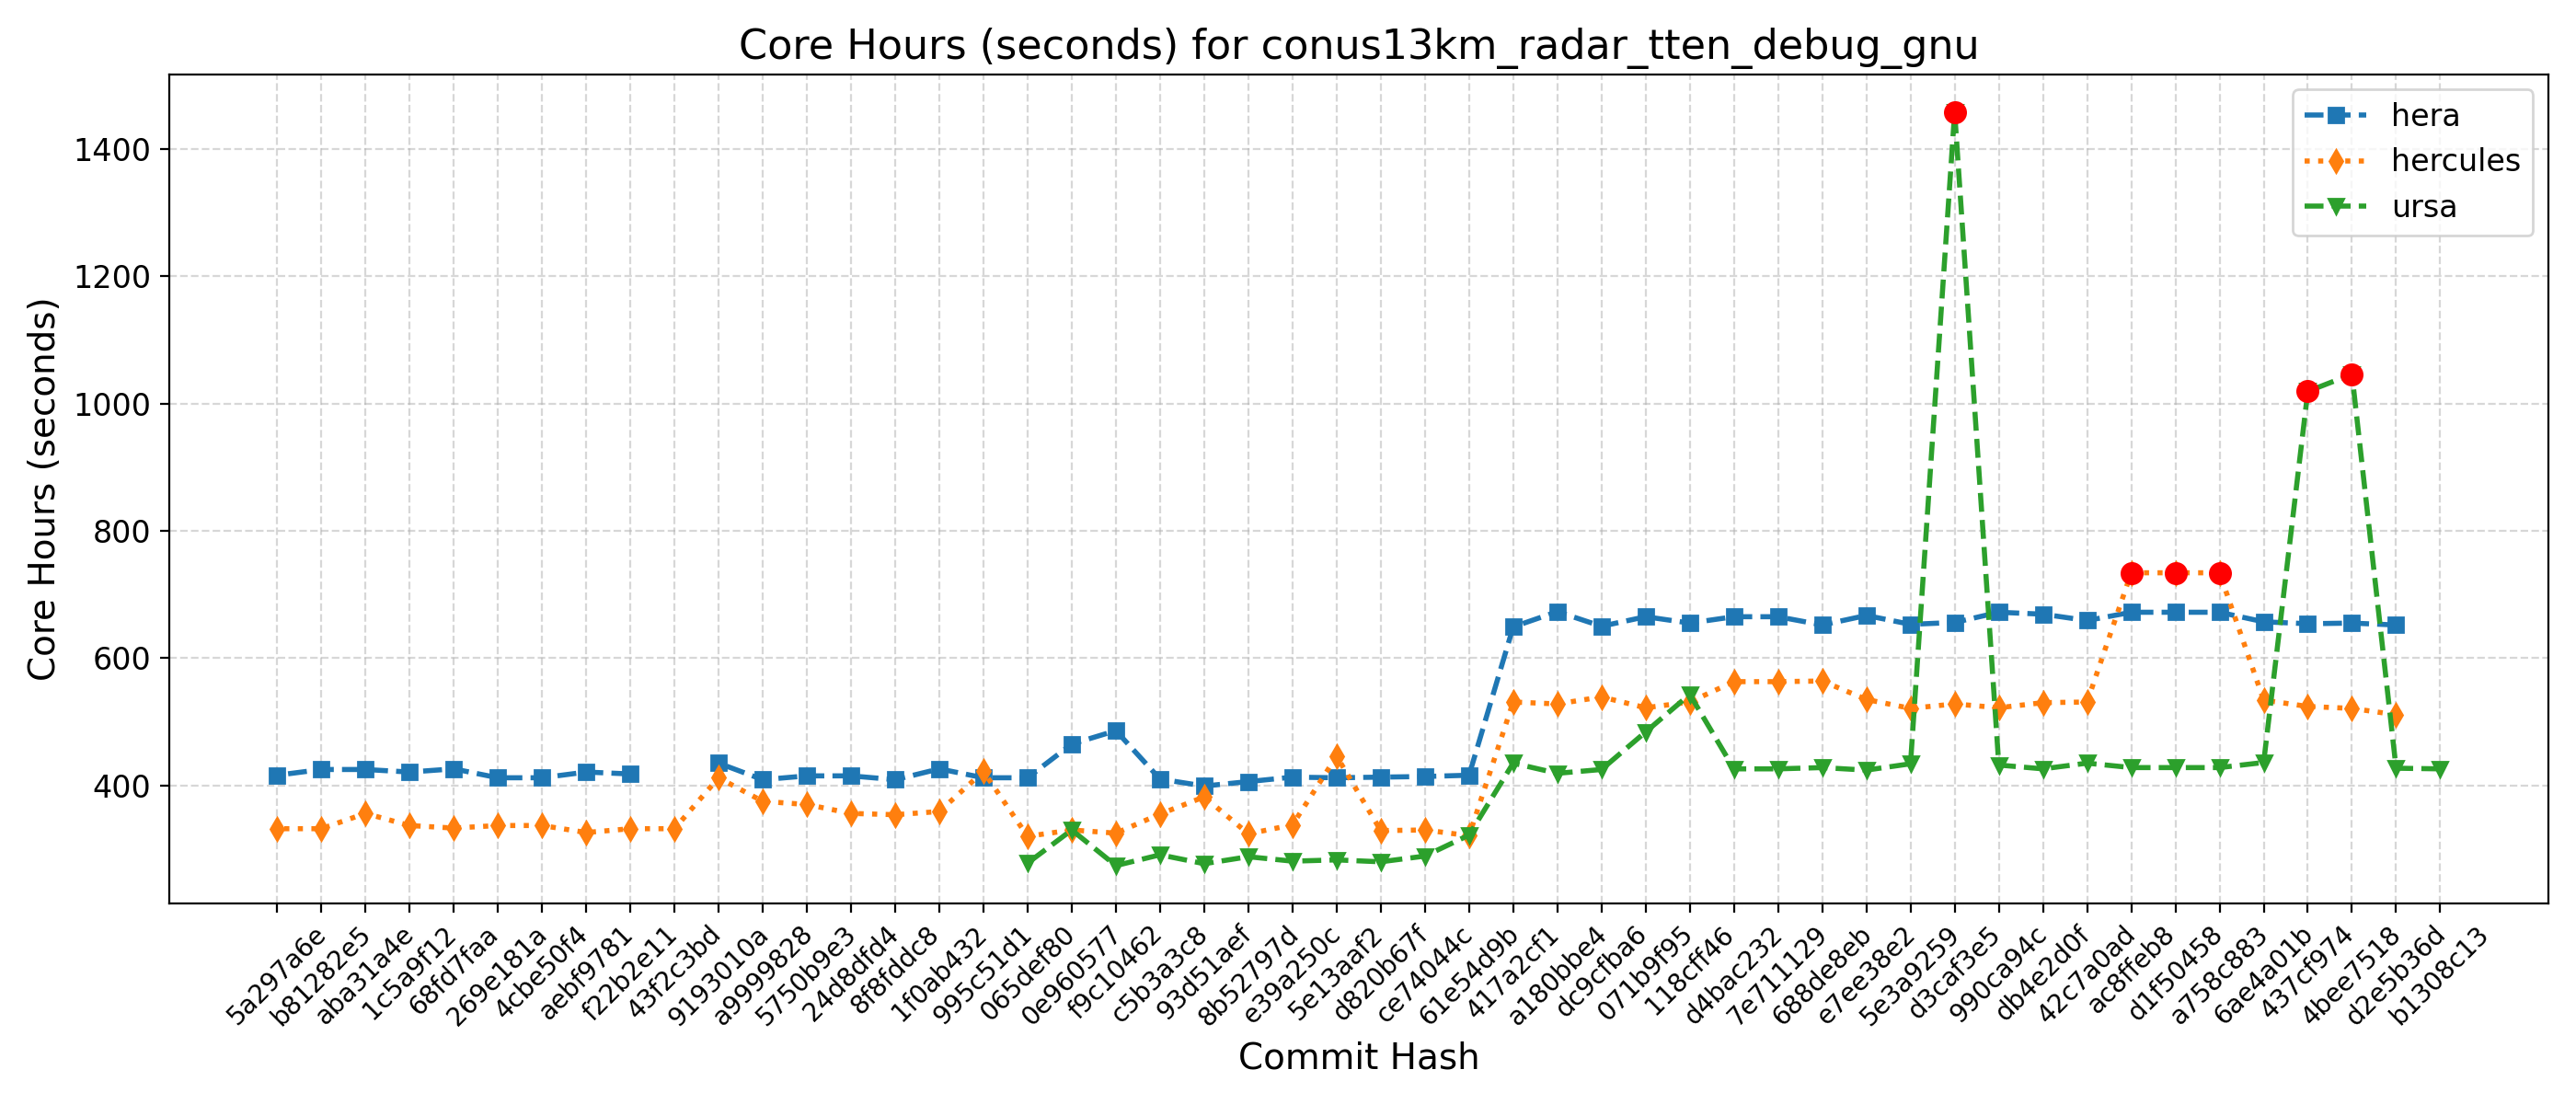 Core Hours (seconds) for conus13km_radar_tten_debug_gnu
Core Hours (seconds)
1400
1200
1000
800
600
400
hera
hercules
ursa
5a297a6e
b81282e5
aba31a4e
1c5a9f12
68fd7faa
269e181a
4cbe50f4
aebf9781
f22b2e11
43f2c3bd
9193010a
a9999828
5750b9e3
24d8dfd4
8f8fddc8
1f0ab432
995c51d1
065def80
0e960577
f9c10462
c5b3a3c8
93d51aef
8b52797d
e39a250c
5e13aaf2
d820b67f
ce74044c
61e54d9b
417a2cf1
a180bbe4
dc9cfba6
071b9f95
118cff46
d4bac232
7e711129
688de8eb
e7ee38e2
5e3a9259
d3caf3e5
990ca94c
db4e2d0f
42c7a0ad
ac8ffeb8
d1f50458
a758c883
6ae4a01b
437cf974
4bee7518
d2e5b36d
b1308c13
Commit Hash